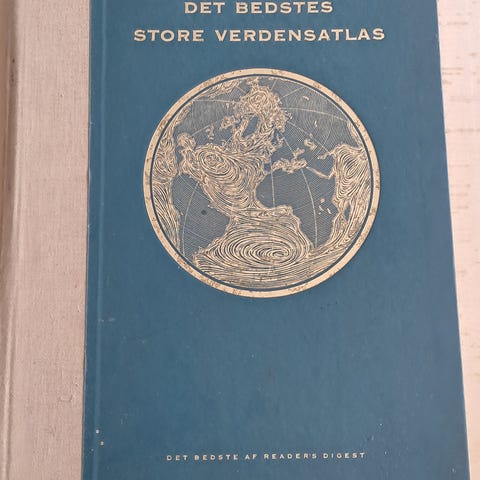 DET BEDSTES
STORE VERDENSATLAS
DET BEDSTE AF READER'S DIGEST